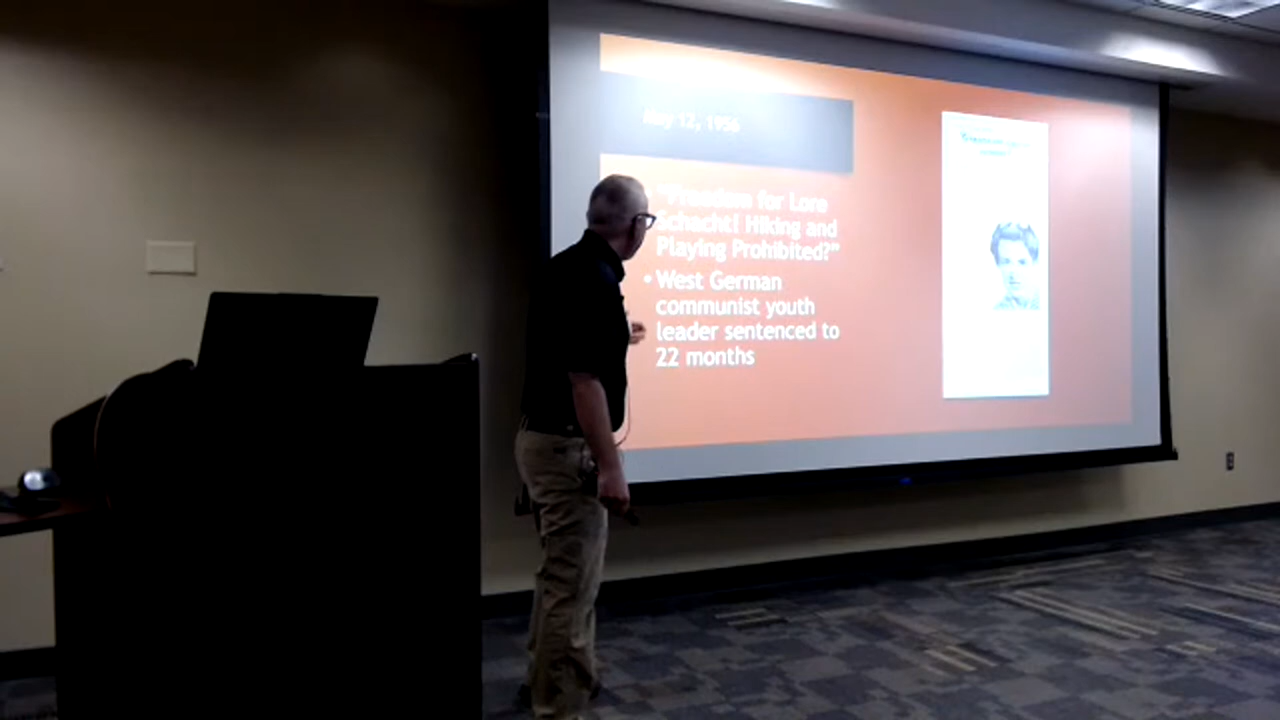 May 12, 1956
"Freedom for Lore
Schacht! Hiking and
Playing Prohibited?"
• West German
communist youth
leader sentenced to
22 months